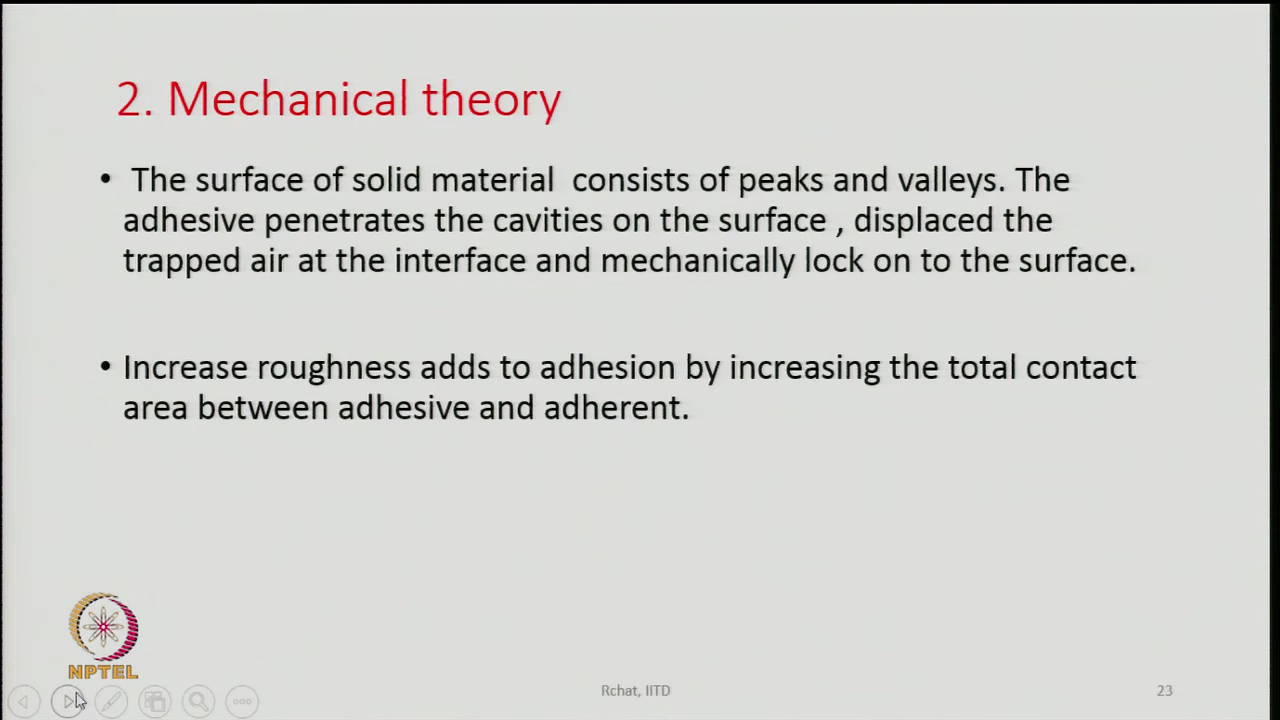 2. Mechanical theory
• The surface of solid material consists of peaks and valleys. The
adhesive penetrates the cavities on the surface , displaced the
trapped air at the interface and mechanically lock on to the surface.
• Increase roughness adds to adhesion by increasing the total contact
area between adhesive and adherent.
NPTEL
Rchat, IITD
23